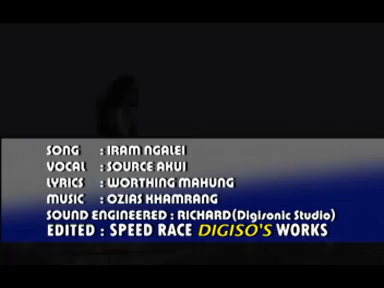 SONG : IRAM NGALEI
VOCAL : SOURCE AKUI
LYRICS : WORTHING MAHUNG
MUSIC : OZIAS KHAMRANG
SOUND ENGINEERED : RICHARD(Digisonic Studio)
EDITED : SPEED RACE DIGISO'S WORKS